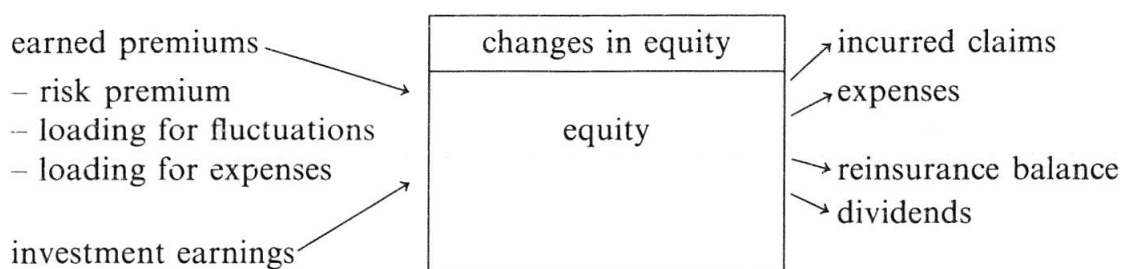 earned premiums
– risk premium
– loading for fluctuations
– loading for expenses
investment earnings
changes in equity
equity
incurred claims
expenses
reinsurance balance
dividends